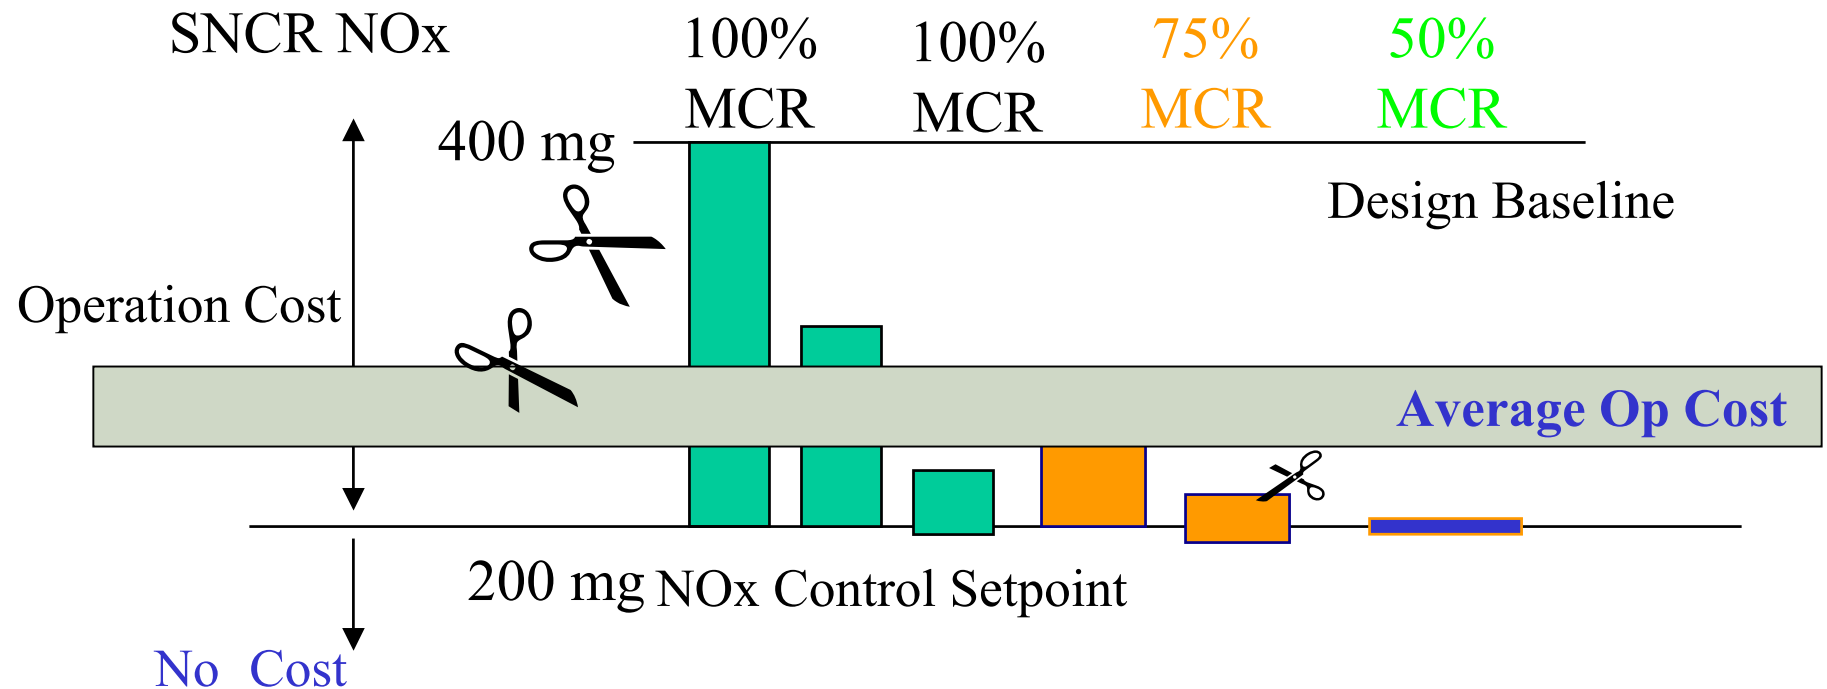 SNCR NOx
100%
MCR
100%
MCR
75%
MCR
50%
MCR
400 mg
Design Baseline
Operation Cost
Average Op Cost
200 mg NOx Control Setpoint
No Cost